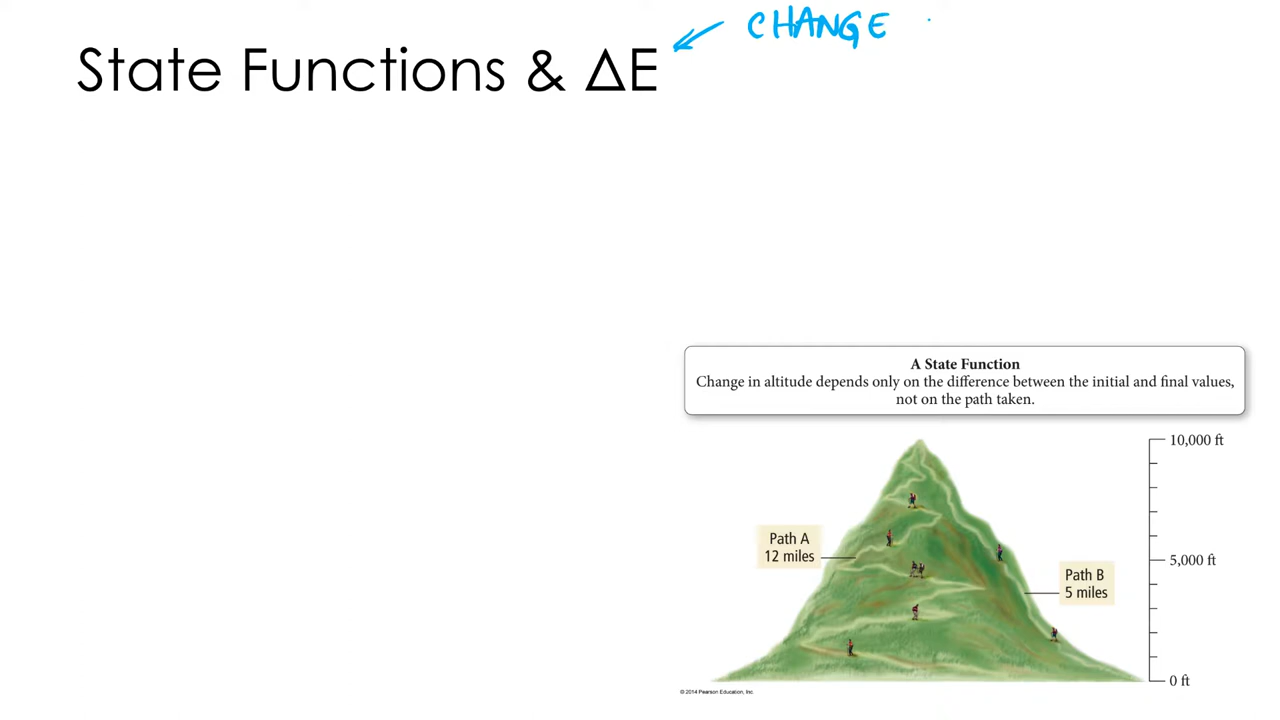 CHANGE
State Functions & ΔE
A State Function
Change in altitude depends only on the difference between the initial and final values,
not on the path taken.
10,000 ft
Path A
12 miles
5,000 ft
Path B
5 miles
0 ft
© 2014 Pearson Education, Inc.